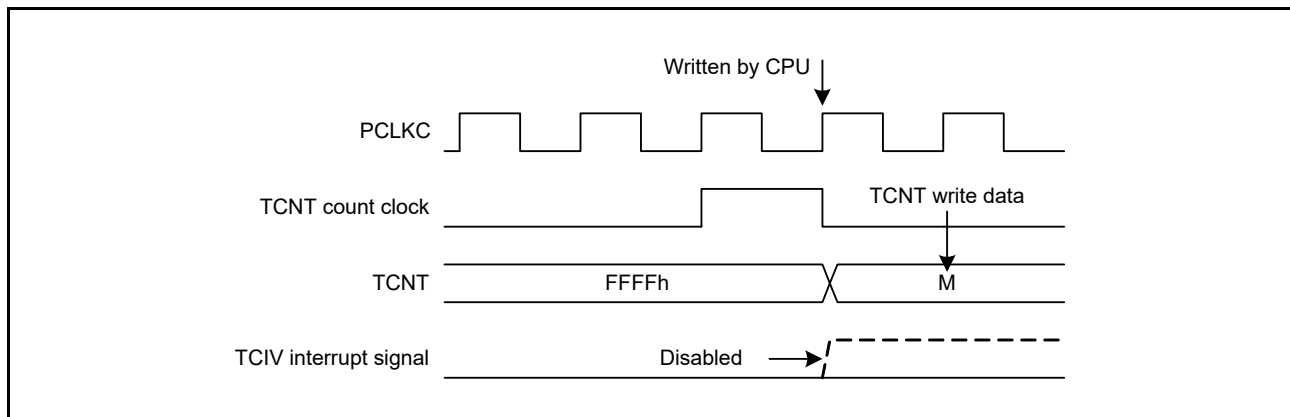 Written by CPU
PCLKC
TCNT count clock
TCNT write data
TCNT
FFFFh
M
TCIV interrupt signal
Disabled